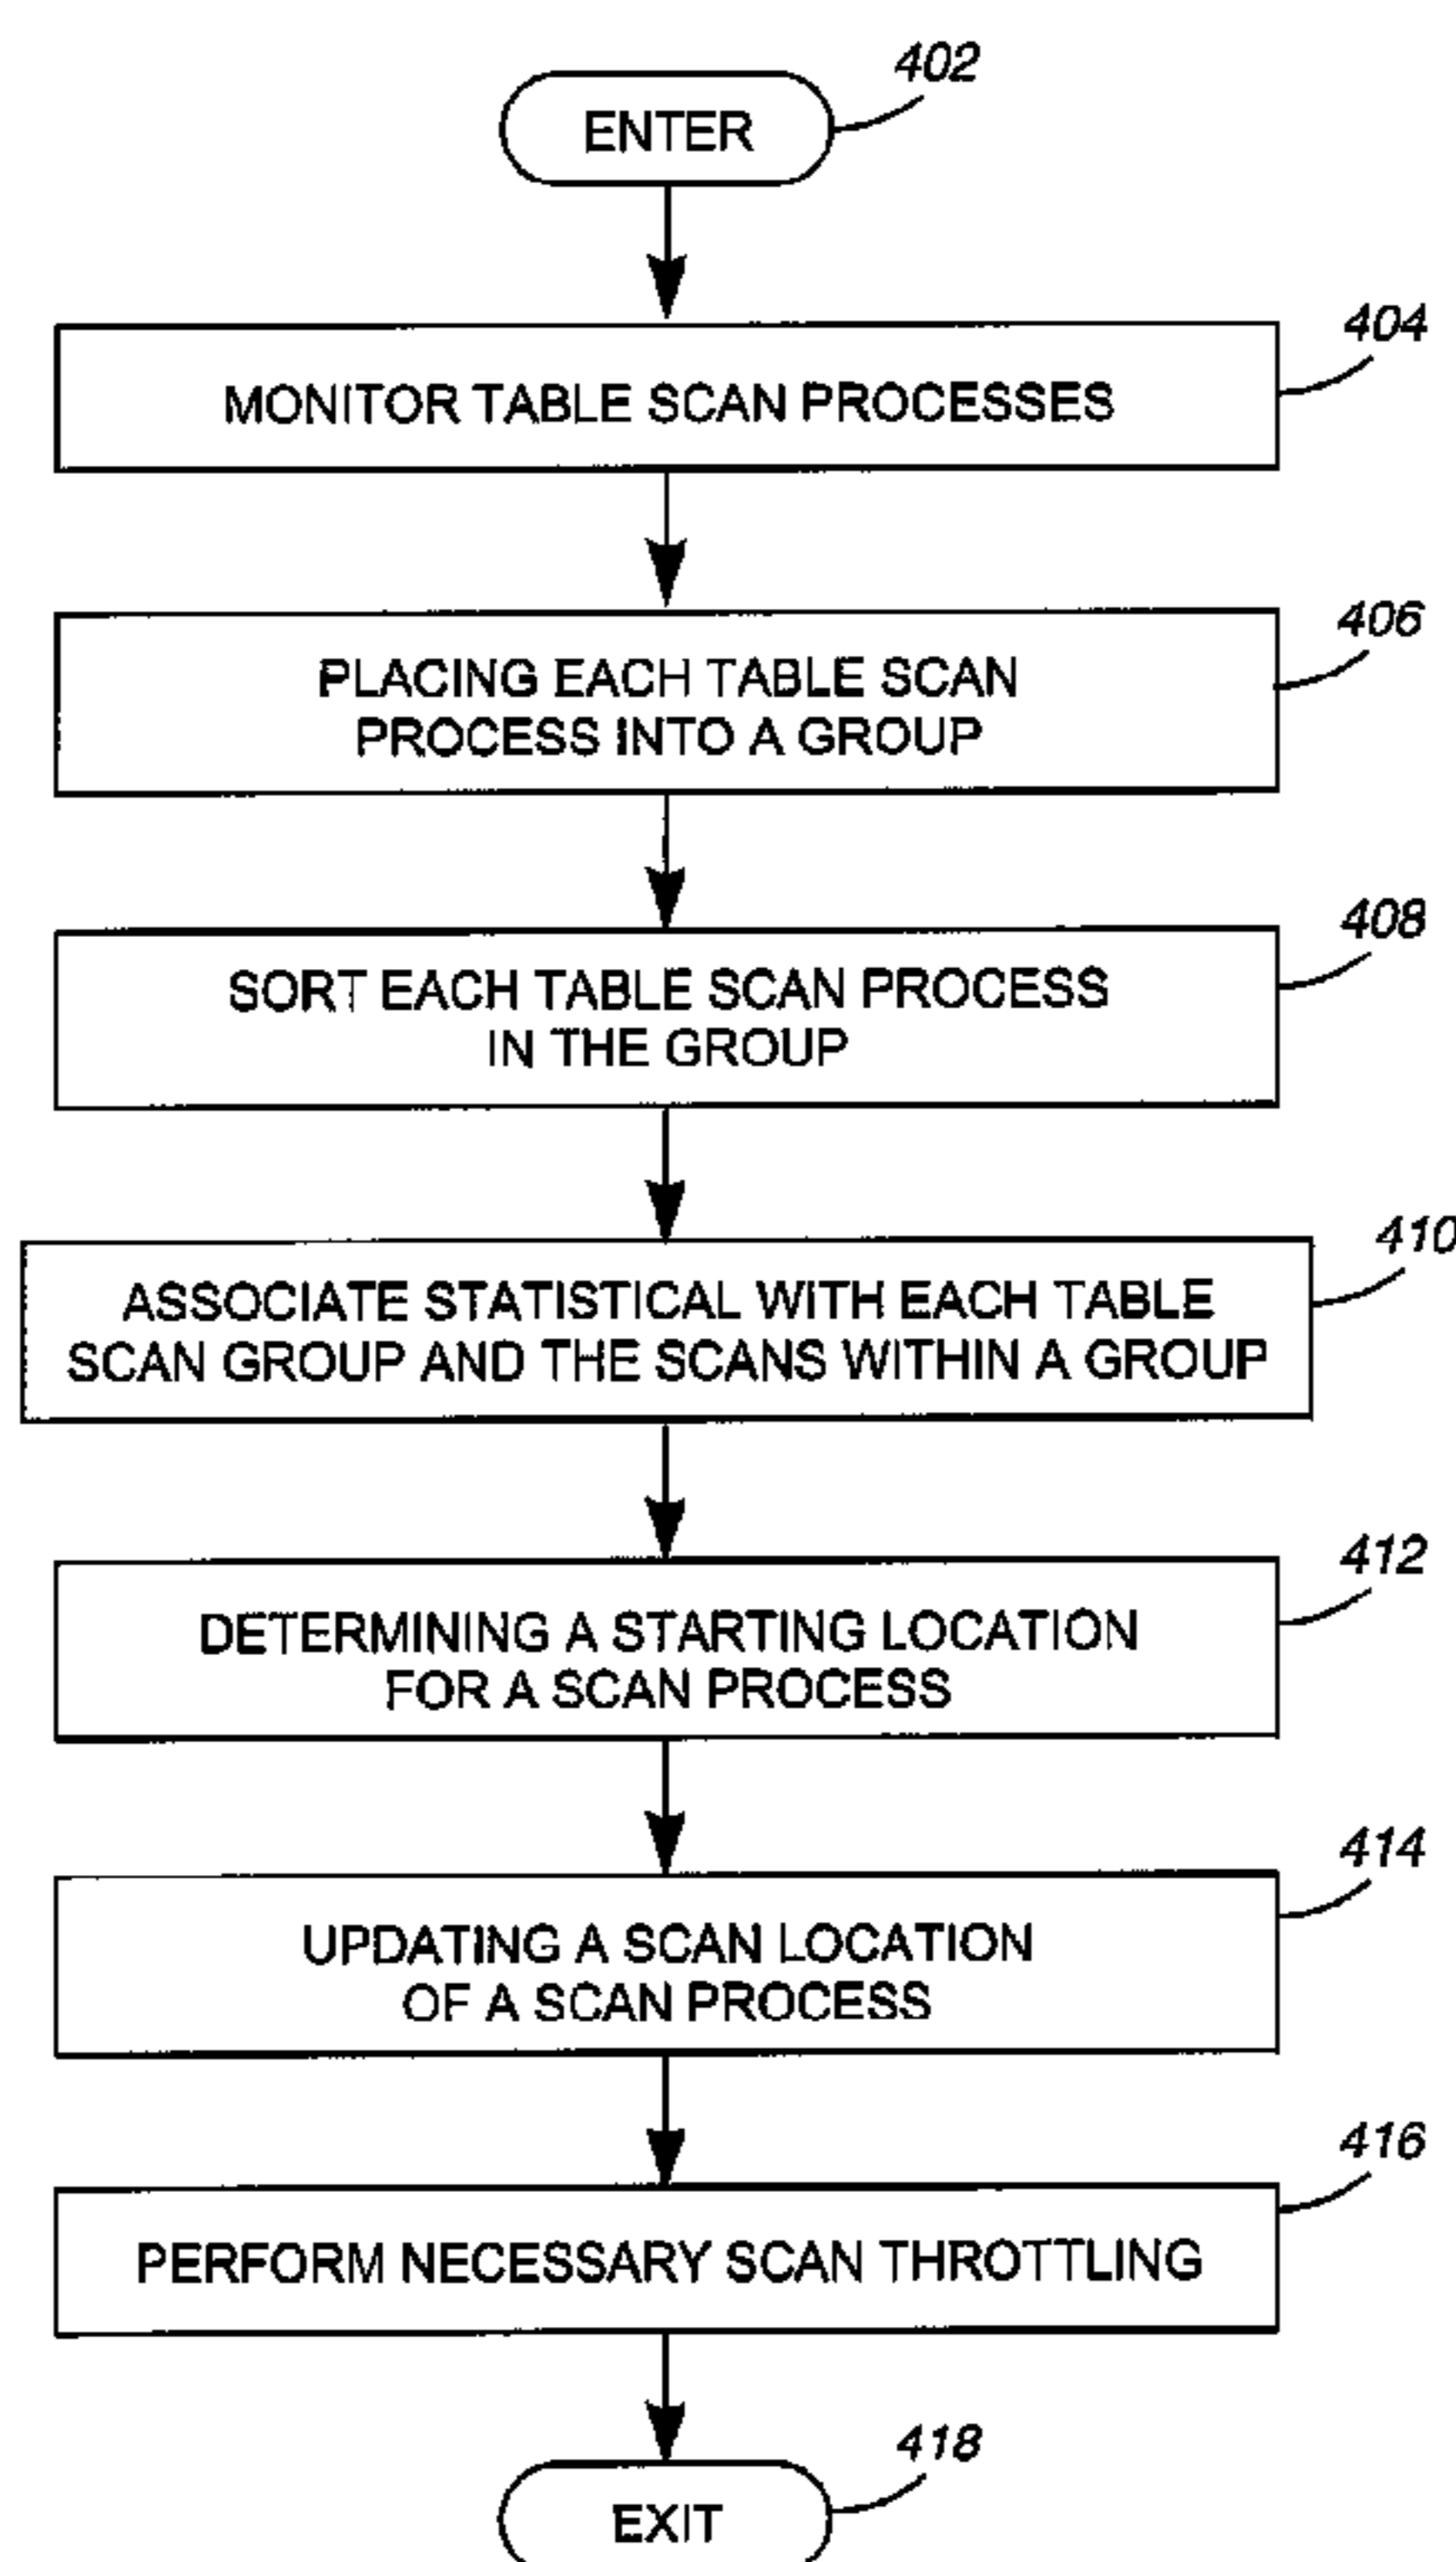 402
ENTER
404
MONITOR TABLE SCAN PROCESSES
406
PLACING EACH TABLE SCAN
PROCESS INTO A GROUP
408
SORT EACH TABLE SCAN PROCESS
IN THE GROUP
410
ASSOCIATE STATISTICAL WITH EACH TABLE
SCAN GROUP AND THE SCANS WITHIN A GROUP
412
DETERMINING A STARTING LOCATION
FOR A SCAN PROCESS
414
UPDATING A SCAN LOCATION
OF A SCAN PROCESS
416
PERFORM NECESSARY SCAN THROTTLING
418
EXIT